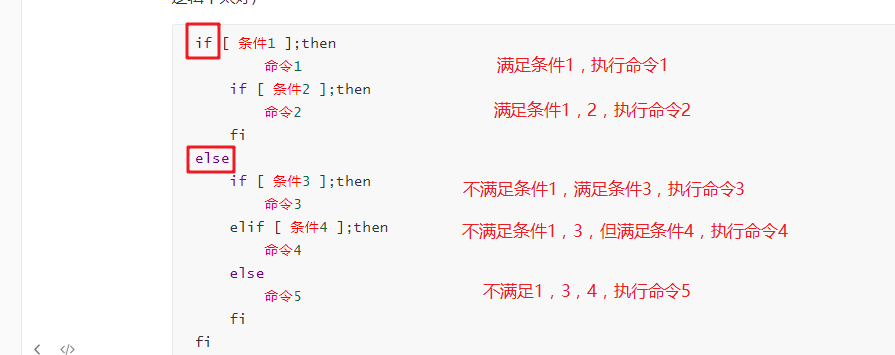 if [ 条件1 ];then
命令1 满足条件1，执行命令1
if [ 条件2 ];then
命令2 满足条件1，2，执行命令2
fi
else
if [ 条件3 ];then 不满足条件1，满足条件3，执行命令3
命令3
elif [ 条件4 ];then 不满足条件1，3，但满足条件4，执行命令4
命令4
else
命令5 不满足1，3，4，执行命令5
fi
fi